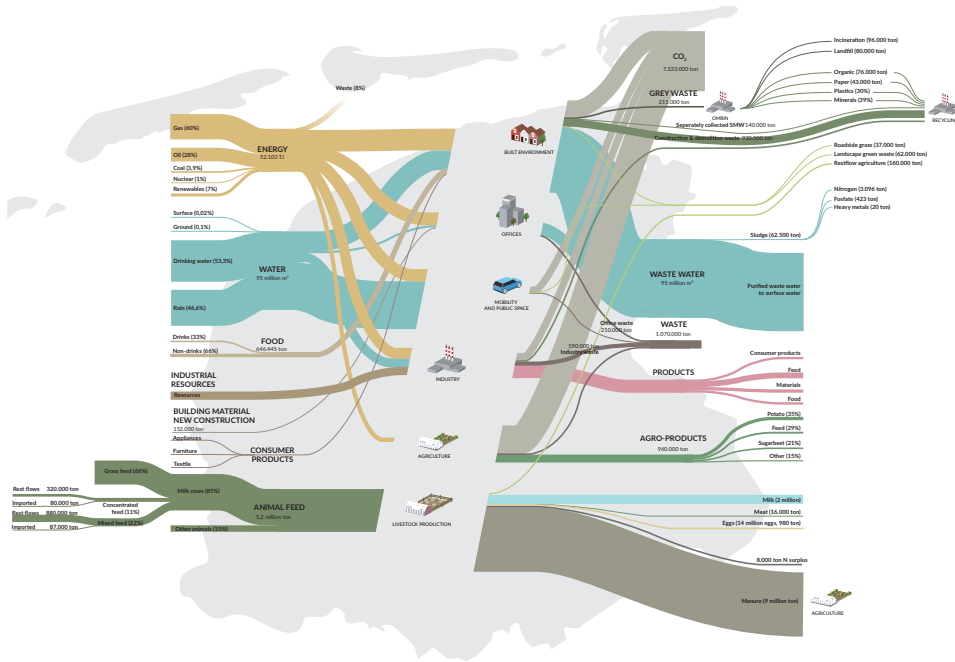 Waste (8%)
Gas (60%)
Oil (28%)
Coal (3,9%)
Nuclear (1%)
Renewables (7%)
ENERGY
52 103 TJ
Surface (0,02%)
Ground (0,1%)
Drinking water (53,3%)
Rain (46,6%)
WATER
95 million m³
Drinks (33%)
Non-drinks (66%)
FOOD
646.445 ton
INDUSTRIAL
RESOURCES
Resources
BUILDING MATERIAL
NEW CONSTRUCTION
152.000 ton
Appliances
Furniture
Textile
CONSUMER
PRODUCTS
Grass feed (66%)
Rest flows 320.000 ton
Imported 80.000 ton
Rest flows 880.000 ton
Imported 87.000 ton
Concentrated
feed (11%)
Mixed feed (22%)
Milk cows (85%)
Other animals (15%)
ANIMAL FEED
5,2 million ton
BUILT ENVIRONMENT
OFFICES
MOBILITY
AND PUBLIC SPACE
INDUSTRY
AGRICULTURE
LIVESTOCK PRODUCTION
CO₂
7.333.000 ton
GREY WASTE
211.000 ton
OMRIN
Incineration (96.000 ton)
Landfill (80.000 ton)
Organic (76.000 ton)
Paper (43.000 ton)
Plastics (30%)
Minerals (39%)
RECYCLIN
Seperately collected SMW 140.000 ton
Construction & demolition waste 930.000 ton
Roadside grass (37.000 ton)
Landscape green waste (62.000 ton)
Restflow agriculture (160.000 ton)
Nitrogen (3.096 ton)
Fosfate (423 ton)
Heavy metals (20 ton)
Sludge (62.500 ton)
WASTE WATER
95 million m³
Purified waste water
to surface water
Office waste
210.000 ton
590.000 ton
Industry waste
WASTE
1.070.000 ton
PRODUCTS
Consumer products
Feed
Materials
Food
AGRO-PRODUCTS
960.000 ton
Potato (35%)
Feed (29%)
Sugarbeet (21%)
Other (15%)
Milk (2 million)
Meat (16.000 ton)
Eggs (14 million eggs, 980 ton)
8.000 ton N surplus
Manure (9 million ton)
AGRICULTURE